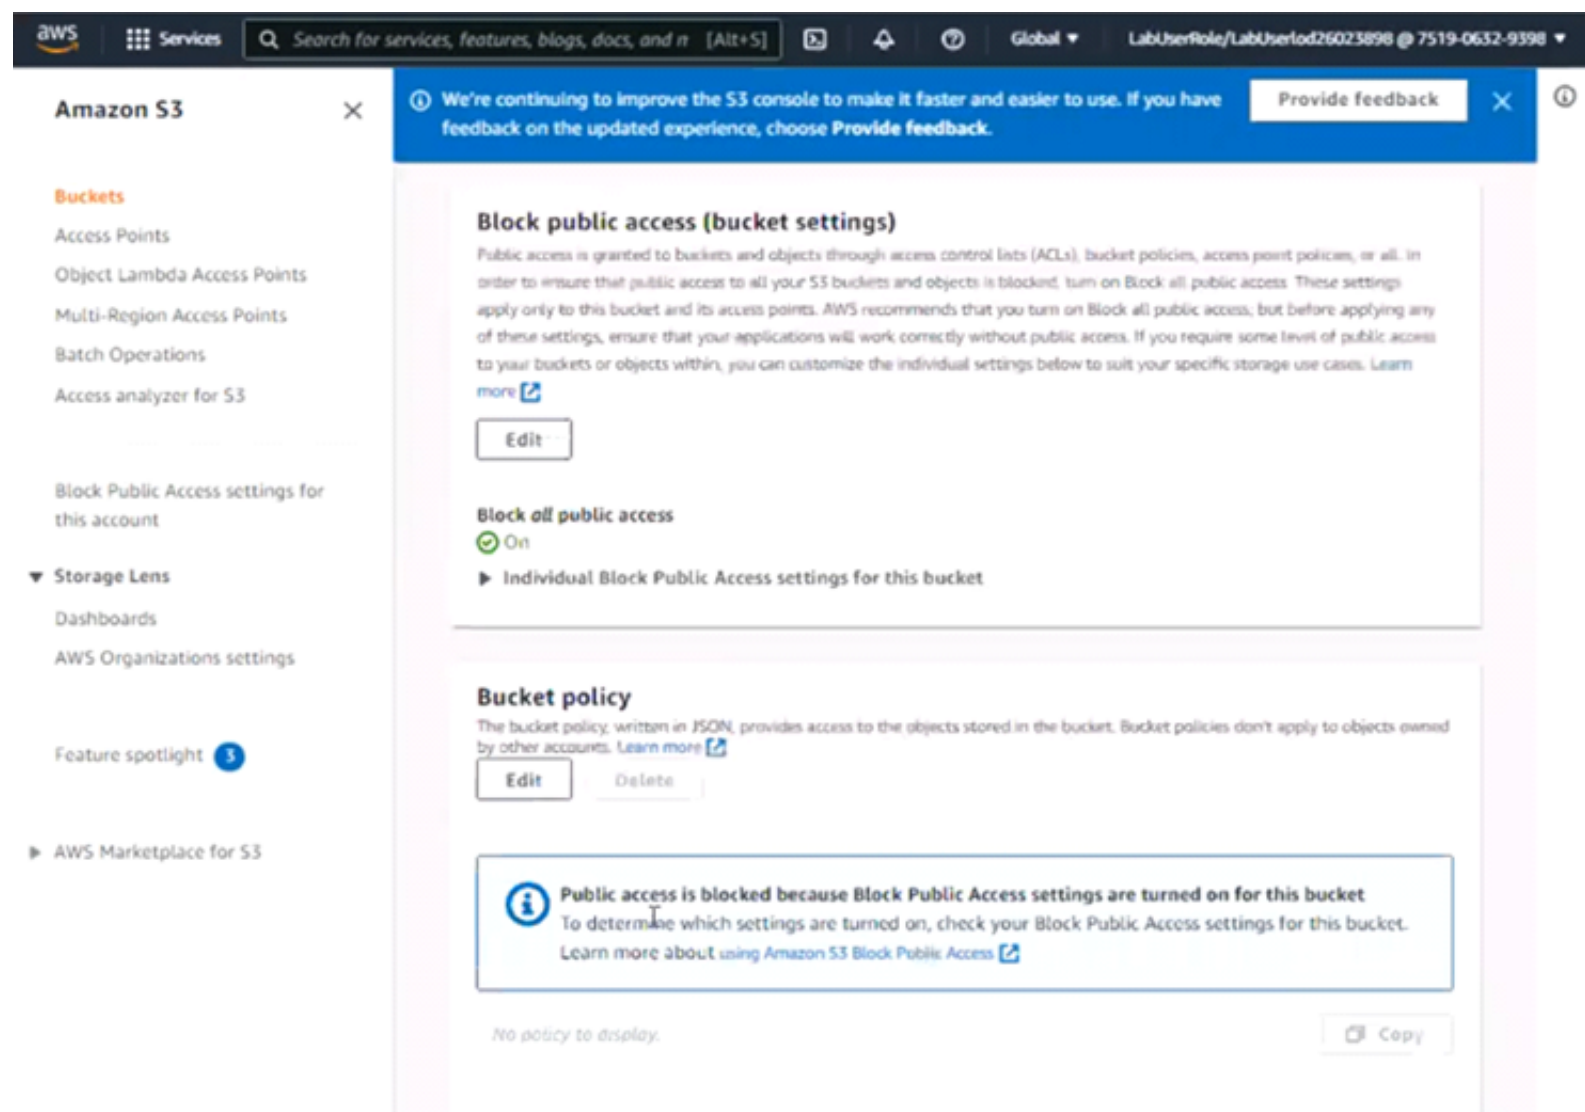 aws
Services
Search for services, features, blogs, docs, and m [Alt+S]
Global
LabUserRole/LabUserlod26023898 @ 7519-0632-9398
Amazon S3
Buckets
Access Points
Object Lambda Access Points
Multi-Region Access Points
Batch Operations
Access analyzer for S3
Block Public Access settings for
this account
Storage Lens
Dashboards
AWS Organizations settings
Feature spotlight 3
AWS Marketplace for S3
We're continuing to improve the S3 console to make it faster and easier to use. If you have
feedback on the updated experience, choose Provide feedback.
Provide feedback
Block public access (bucket settings)
Public access is granted to buckets and objects through access control lists (ACLs), bucket policies, access point policies, or all. In
order to ensure that public access to all your S3 buckets and objects is blocked, turn on Block all public access. These settings
apply only to this bucket and its access points. AWS recommends that you turn on Block all public access, but before applying any
of these settings, ensure that your applications will work correctly without public access. If you require some level of public access
to your buckets or objects within, you can customize the individual settings below to suit your specific storage use cases. Learn
more
Edit
Block all public access
On
Individual Block Public Access settings for this bucket
Bucket policy
The bucket policy, written in JSON, provides access to the objects stored in the bucket. Bucket policies don't apply to objects owned
by other accounts. Learn more
Edit
Delete
Public access is blocked because Block Public Access settings are turned on for this bucket
To determine which settings are turned on, check your Block Public Access settings for this bucket.
Learn more about using Amazon S3 Block Public Access
No policy to display.
Copy